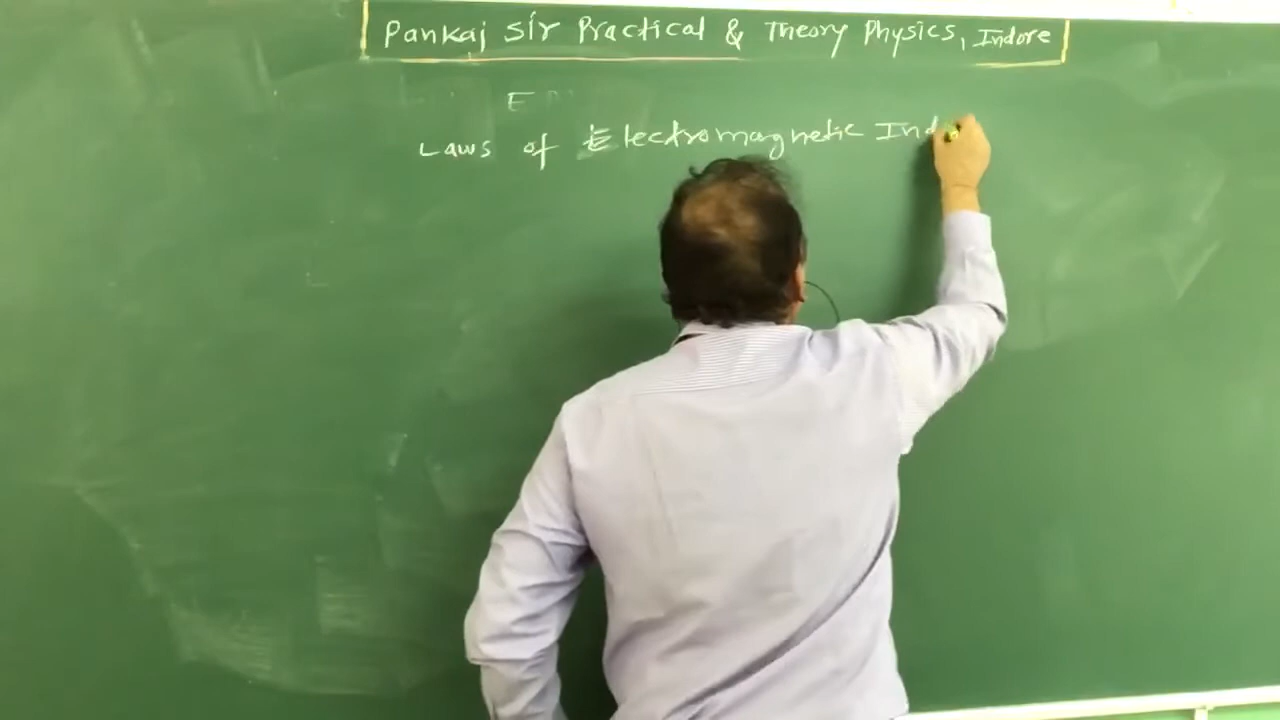 Pankaj Sir Practical & Theory Physics, Indore
E
Laws of Electromagnetic Ind